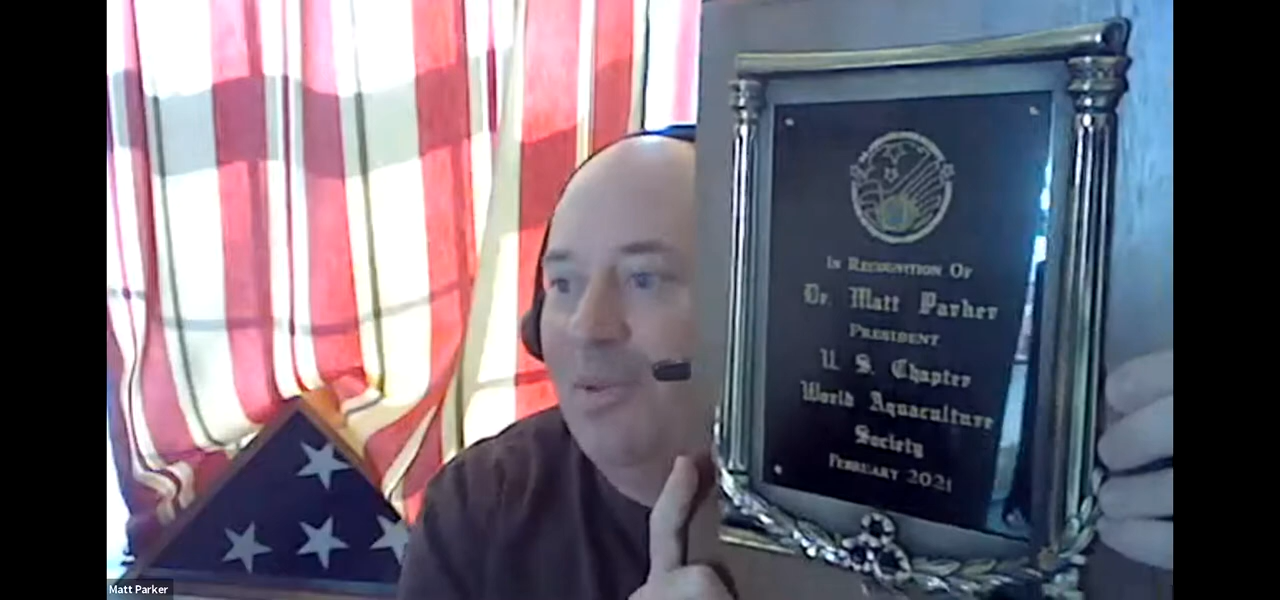 In Recognition Of
Dr. Matt Parker
President
U. S. Chapter
World Aquaculture
Society
February 2021
Matt Parker